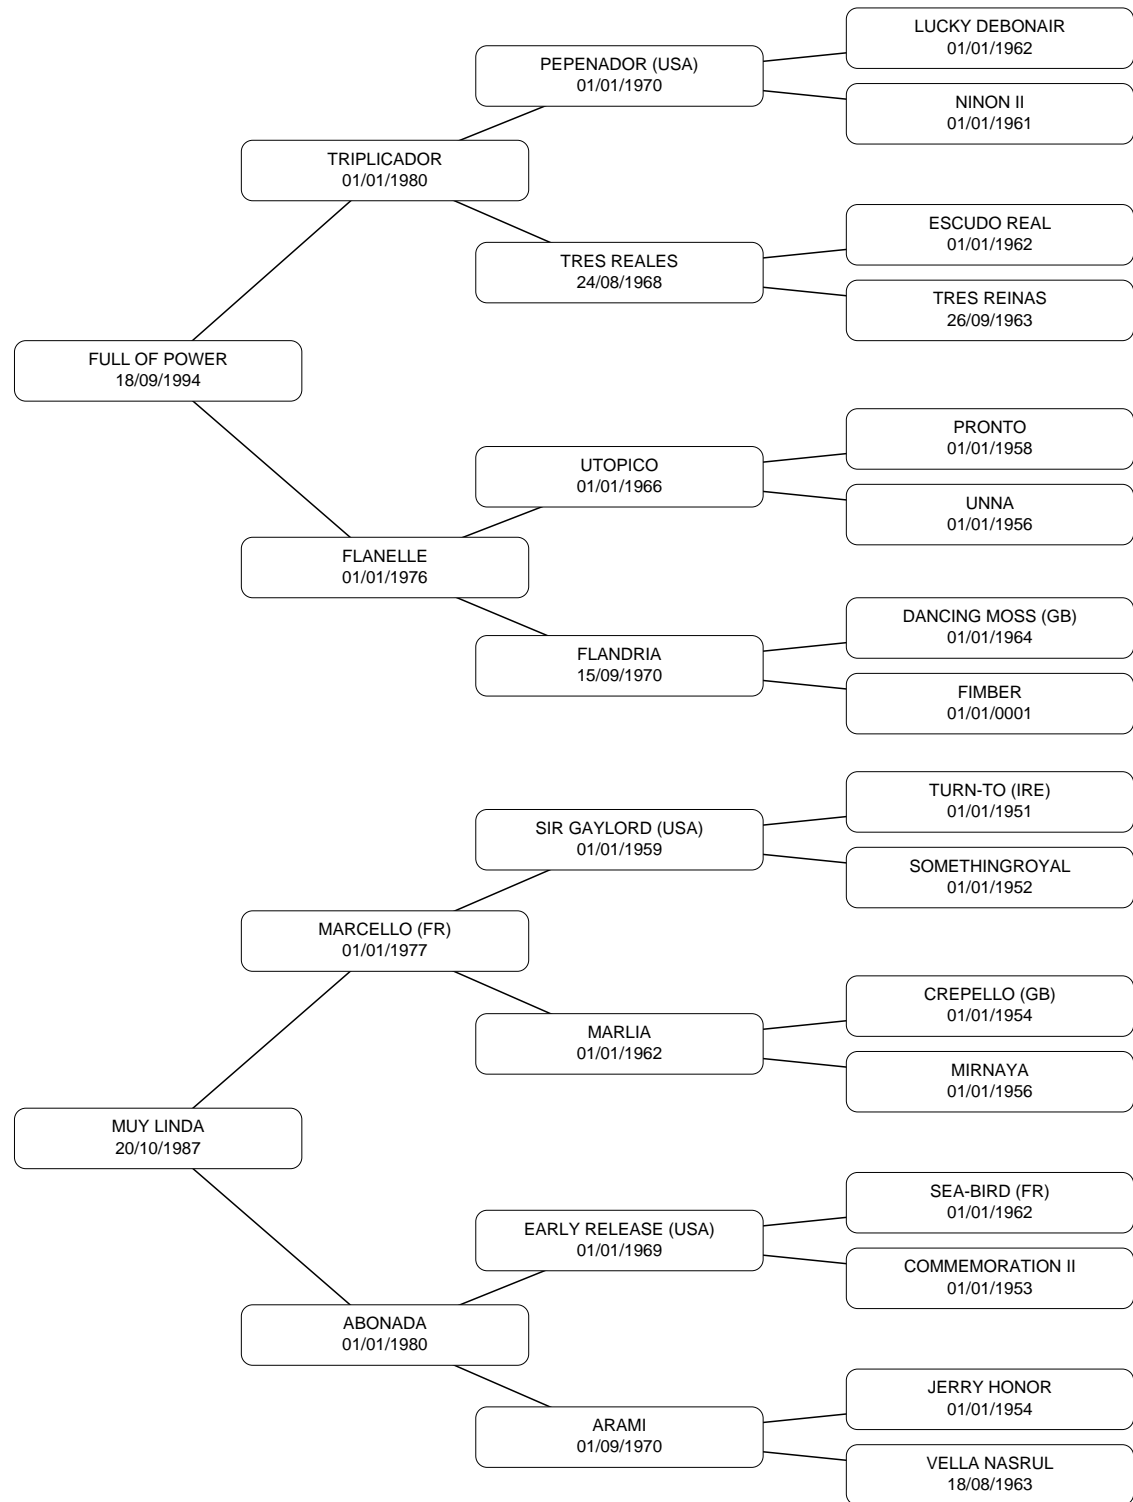 LUCKY DEBONAIR
01/01/1962
PEPENADOR (USA)
01/01/1970
NINON II
01/01/1961
TRIPLICADOR
01/01/1980
ESCUDO REAL
01/01/1962
TRES REALES
24/08/1968
TRES REINAS
26/09/1963
FULL OF POWER
18/09/1994
PRONTO
01/01/1958
UTOPICO
01/01/1966
UNNA
01/01/1956
FLANELLE
01/01/1976
DANCING MOSS (GB)
01/01/1964
FLANDRIA
15/09/1970
FIMBER
01/01/0001
TURN-TO (IRE)
01/01/1951
SIR GAYLORD (USA)
01/01/1959
SOMETHINGROYAL
01/01/1952
MARCELLO (FR)
01/01/1977
CREPELLO (GB)
01/01/1954
MARLIA
01/01/1962
MIRNAYA
01/01/1956
MUY LINDA
20/10/1987
SEA-BIRD (FR)
01/01/1962
EARLY RELEASE (USA)
01/01/1969
COMMEMORATION II
01/01/1953
ABONADA
01/01/1980
JERRY HONOR
01/01/1954
ARAMI
01/09/1970
VELLA NASRUL
18/08/1963